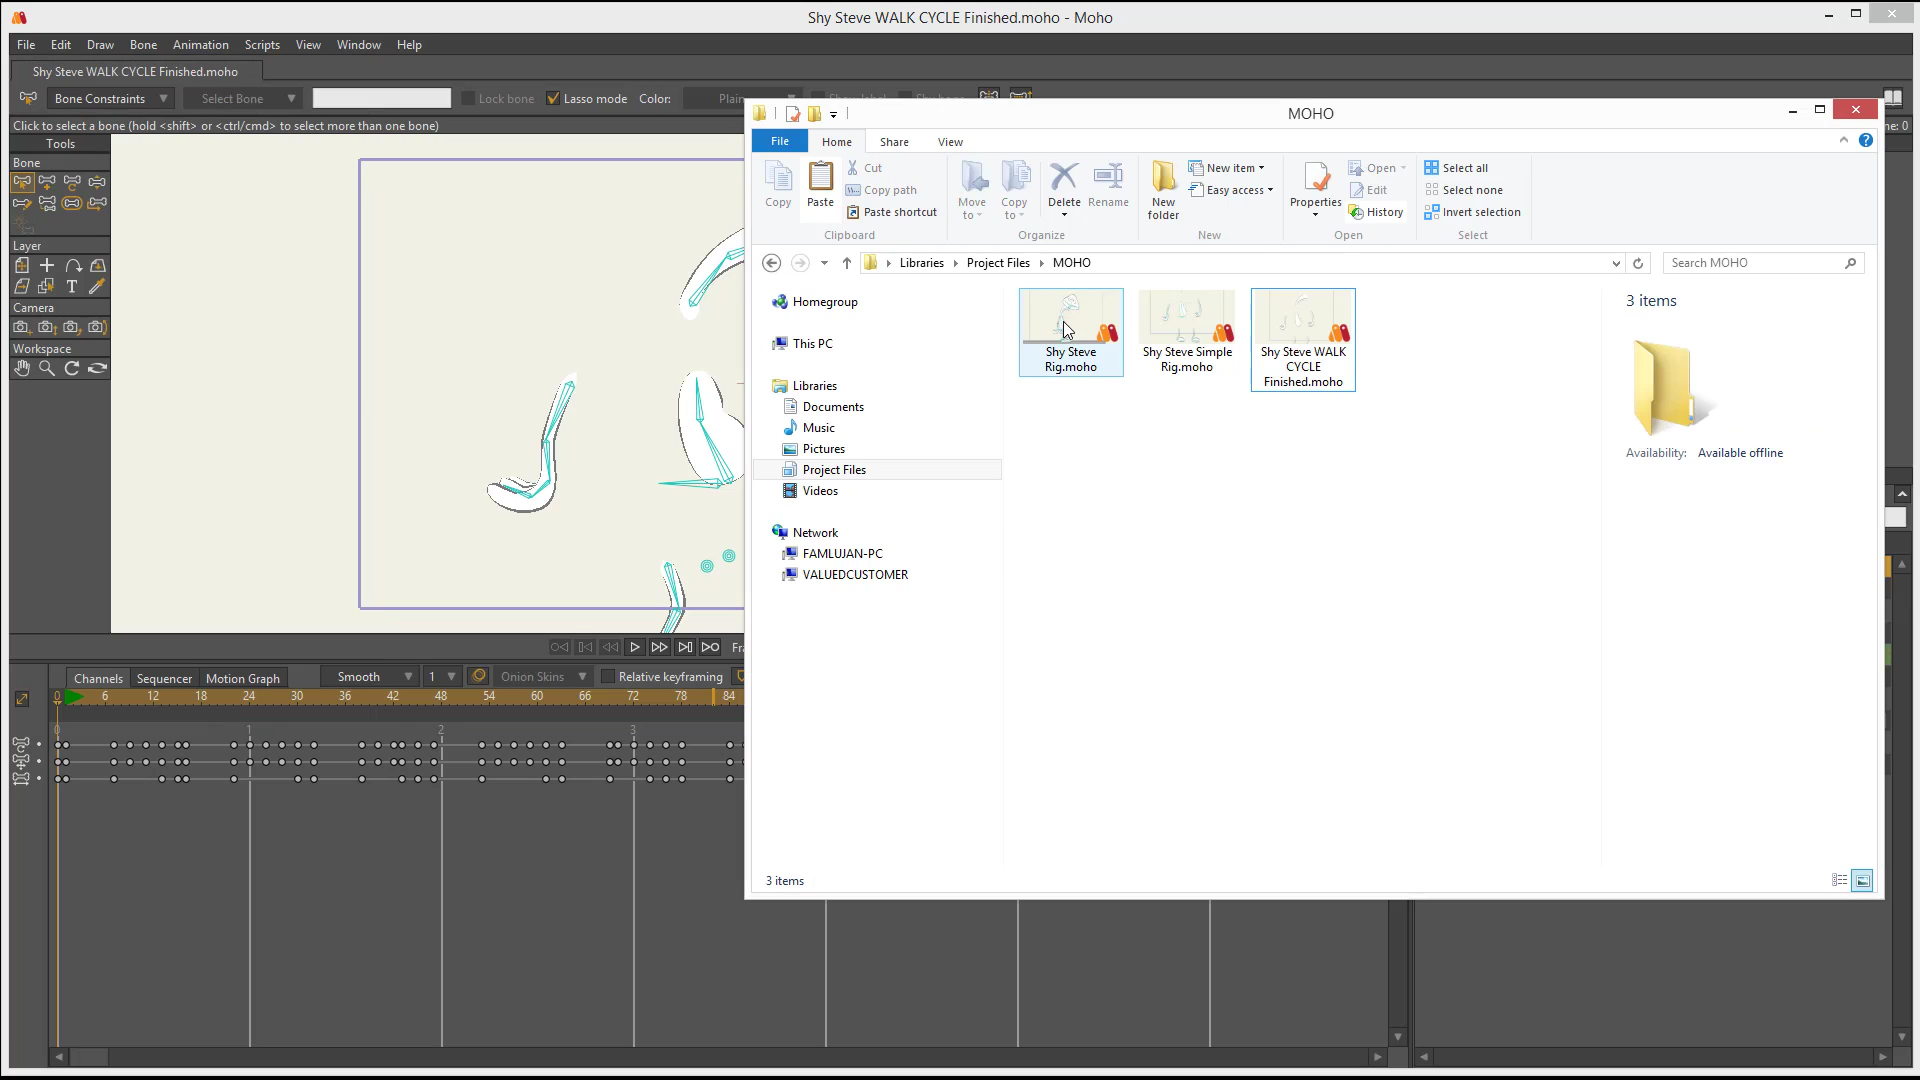 Shy Steve WALK CYCLE Finished.moho - Moho
File Edit Draw Bone Animation Scripts View Window Help
Shy Steve WALK CYCLE Finished.moho
Bone Constraints Select Bone Lock bone Lasso mode Color: Plain
Click to select a bone (hold <shift> or <ctrl/cmd> to select more than one bone)
Tools
Bone
Layer
Camera
Workspace
MOHO
File Home Share View
Copy
Paste
Cut
Copy path
Paste shortcut
Clipboard
Move to
Copy to
Delete
Rename
Organize
New folder
New item
Easy access
New
Properties
Open
Edit
History
Open
Select all
Select none
Invert selection
Select
Libraries Project Files MOHO
Search MOHO
Homegroup
This PC
Libraries
Documents
Music
Pictures
Project Files
Videos
Network
FAMLUJAN-PC
VALUEDCUSTOMER
Shy Steve
Rig.moho
Shy Steve Simple
Rig.moho
Shy Steve WALK
CYCLE
Finished.moho
3 items
Availability: Available offline
3 items
Channels Sequencer Motion Graph Smooth 1 Onion Skins Relative keyframing
0 6 12 18 24 30 36 42 48 54 60 66 72 78 84
0 1 2 3